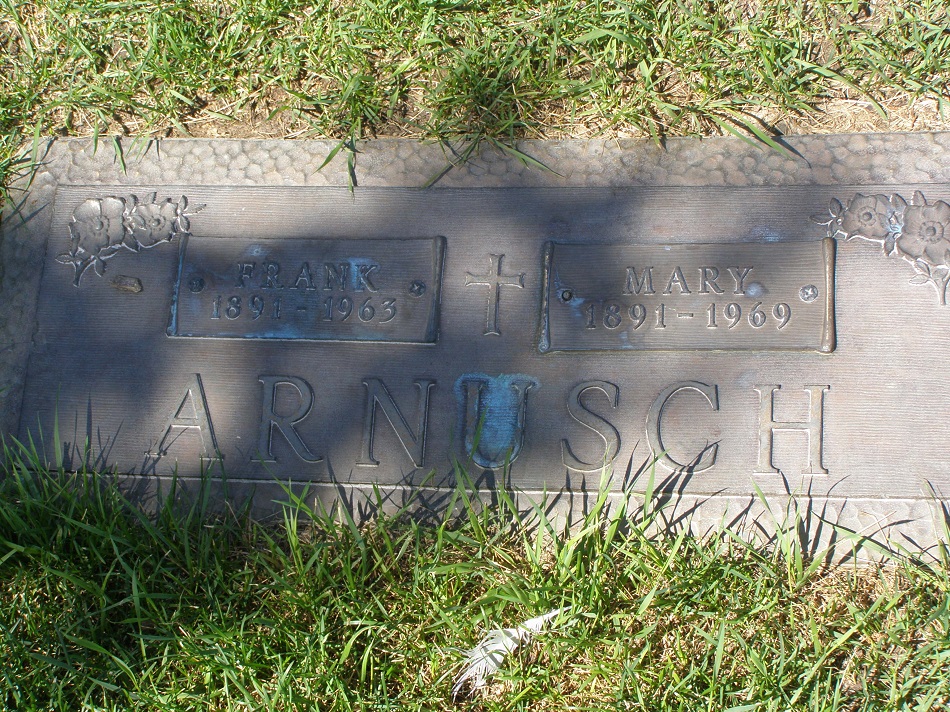 FRANK
1891 - 1963
MARY
1891 - 1969
ARNUSCH